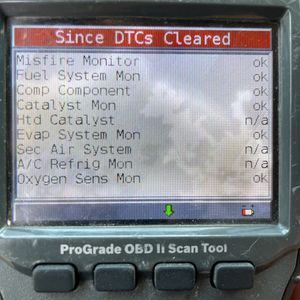 Since DTCs Cleared
Misfire Monitor ok
Fuel System Mon ok
Comp Component ok
Catalyst Mon ok
Htd Catalyst n/a
Evap System Mon ok
Sec Air System n/a
A/C Refrig Mon n/a
Oxygen Sens Mon ok
ProGrade OBD II Scan Tool